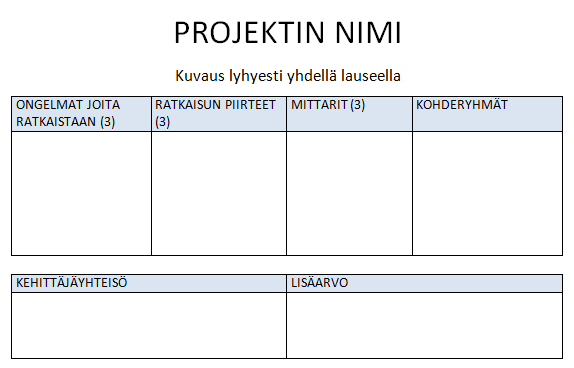 PROJEKTIN NIMI
Kuvaus lyhyesti yhdellä lauseella
ONGELMAT JOITA
RATKAISTAAN (3)
RATKAISUN PIIRTEET
(3)
MITTARIT (3)
KOHDERYHMÄT
KEHITTÄJÄYHTEISÖ
LISÄARVO